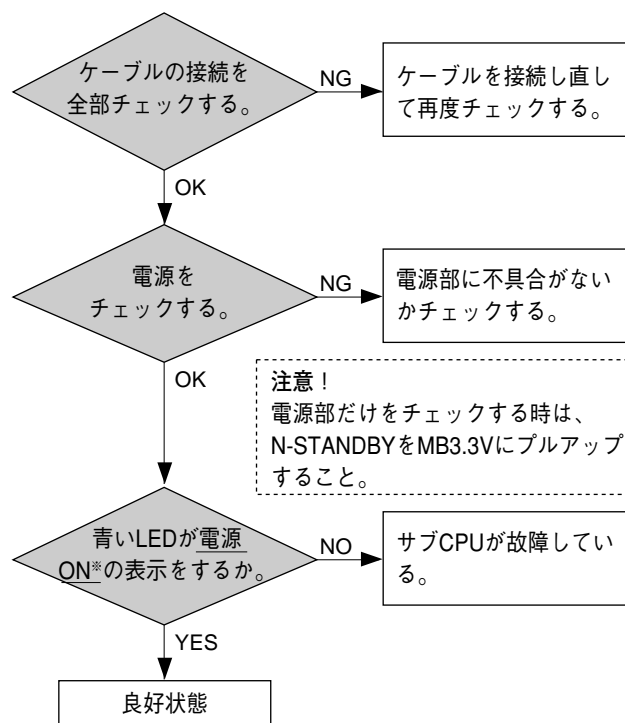 ケーブルの接続を
全部チェックする。
NG
ケーブルを接続し直し
て再度チェックする。
OK
電源を
チェックする。
NG
電源部に不具合がない
かチェックする。
OK
注意！
電源部だけをチェックする時は、
N-STANDBYをMB3.3Vにプルアップ
すること。
青いLEDが電源
ON※の表示をするか。
NO
サブCPUが故障してい
る。
YES
良好状態